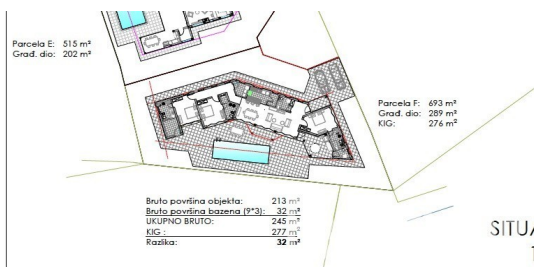 Parcela E: 515 m²
Građ. dio: 202 m²
Parcela F: 693 m²
Građ. dio: 289 m²
KIG: 276 m²
Bruto površina objekta: 213 m²
Bruto površina bazena (9*3): 32 m²
UKUPNO BRUTO: 245 m²
KIG : 277 m²
Razlika: 32 m²
SITU
1